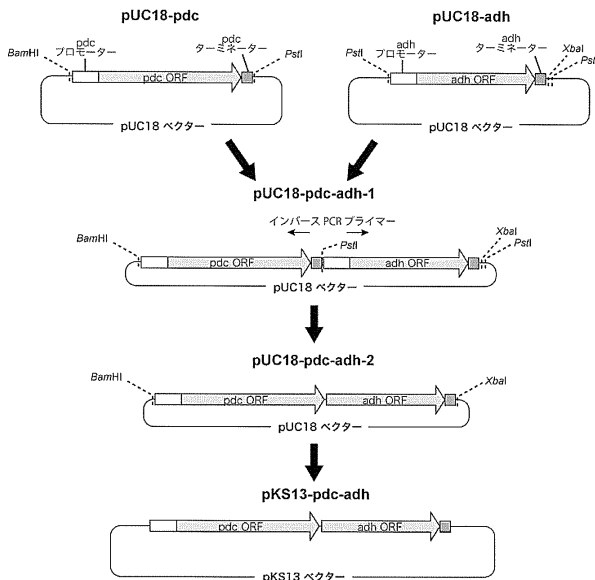 pUC18-pdc
pUC18-adh
BamHI
pdc
プロモーター
pdc
ターミネーター
PstI
pdc ORF
pUC18 ベクター
PstI
adh
プロモーター
adh
ターミネーター
XbaI
PstI
adh ORF
pUC18 ベクター
pUC18-pdc-adh-1
インバース PCR プライマー
BamHI
PstI
XbaI
PstI
pdc ORF
adh ORF
pUC18 ベクター
pUC18-pdc-adh-2
BamHI
XbaI
pdc ORF
adh ORF
pUC18 ベクター
pKS13-pdc-adh
pdc ORF
adh ORF
pKS13 ベクター